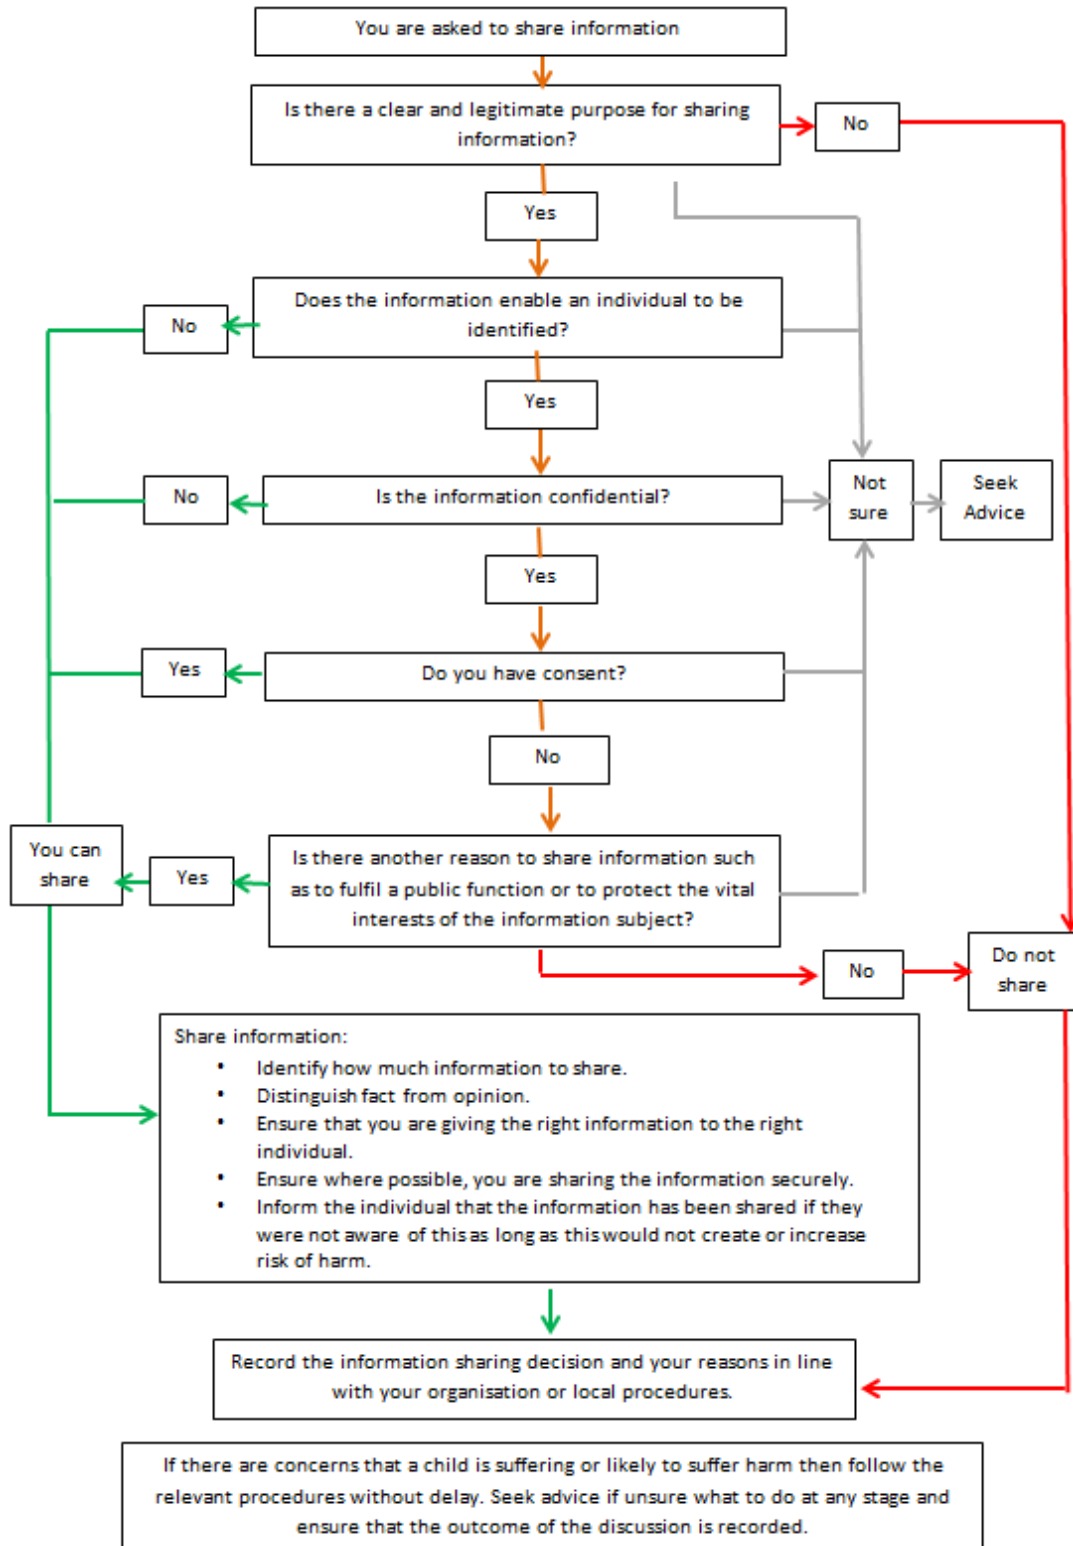 You are asked to share information
Is there a clear and legitimate purpose for sharing
information?
No
Yes
Does the information enable an individual to be
identified?
No
Yes
Is the information confidential?
No
Not
sure
Seek
Advice
Yes
Do you have consent?
Yes
No
You can
share
Yes
Is there another reason to share information such
as to fulfil a public function or to protect the vital
interests of the information subject?
No
Do not
share
Share information:
• Identify how much information to share.
• Distinguish fact from opinion.
• Ensure that you are giving the right information to the right
individual.
• Ensure where possible, you are sharing the information securely.
• Inform the individual that the information has been shared if they
were not aware of this as long as this would not create or increase
risk of harm.
Record the information sharing decision and your reasons in line
with your organisation or local procedures.
If there are concerns that a child is suffering or likely to suffer harm then follow the
relevant procedures without delay. Seek advice if unsure what to do at any stage and
ensure that the outcome of the discussion is recorded.